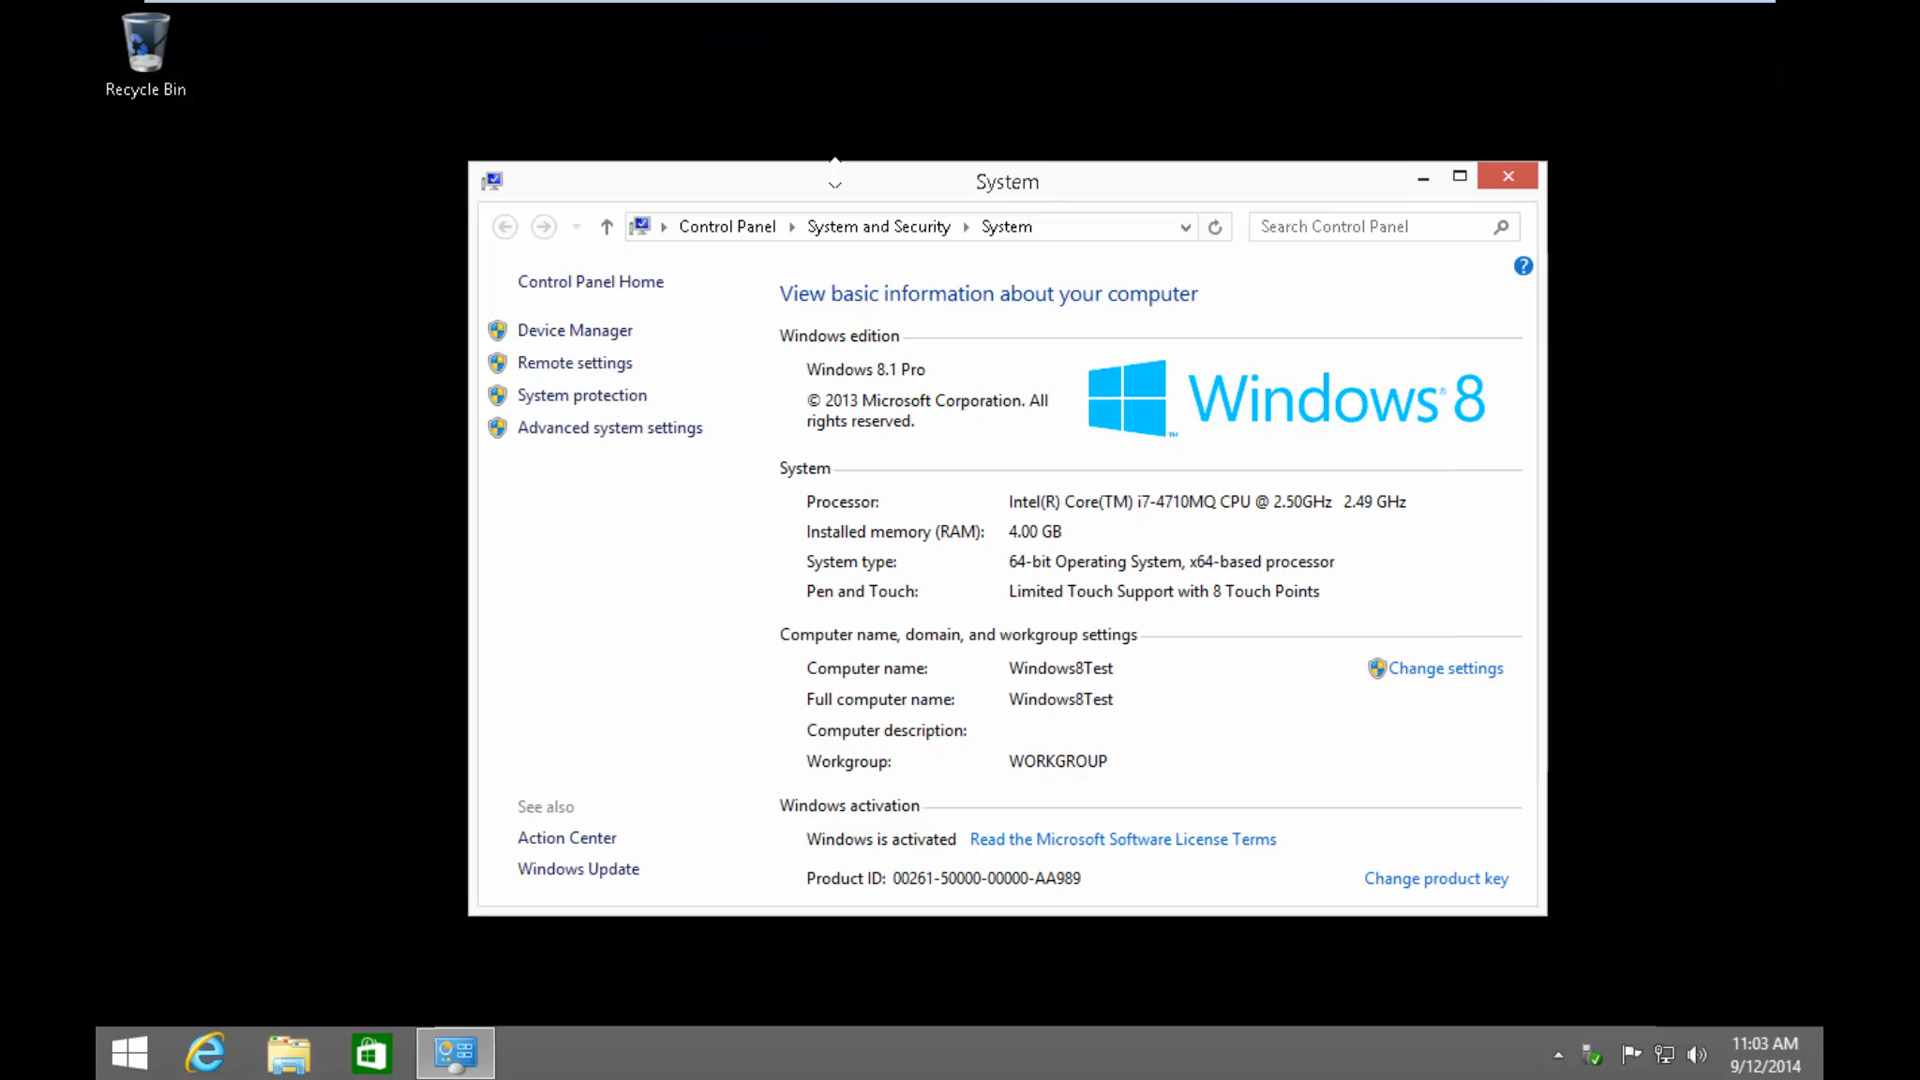 Recycle Bin
System
Control Panel System and Security System
Search Control Panel
Control Panel Home
Device Manager
Remote settings
System protection
Advanced system settings
See also
Action Center
Windows Update
View basic information about your computer
Windows edition
Windows 8.1 Pro
© 2013 Microsoft Corporation. All
rights reserved.
Windows® 8
™
System
Processor: Intel(R) Core(TM) i7-4710MQ CPU @ 2.50GHz 2.49 GHz
Installed memory (RAM): 4.00 GB
System type: 64-bit Operating System, x64-based processor
Pen and Touch: Limited Touch Support with 8 Touch Points
Computer name, domain, and workgroup settings
Computer name: Windows8Test
Change settings
Full computer name: Windows8Test
Computer description:
Workgroup: WORKGROUP
Windows activation
Windows is activated Read the Microsoft Software License Terms
Product ID: 00261-50000-00000-AA989
Change product key
11:03 AM
9/12/2014